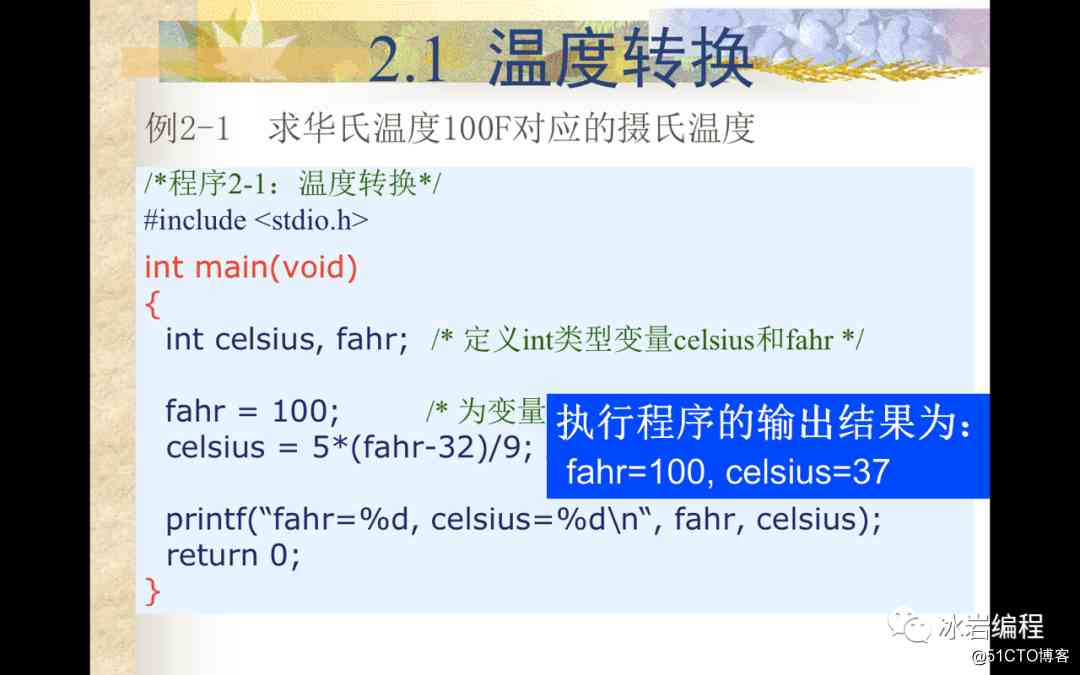 2.1 温度转换
例2-1 求华氏温度100F对应的摄氏温度
/*程序2-1：温度转换*/
#include <stdio.h>
int main(void)
{
int celsius, fahr; /* 定义int类型变量celsius和fahr */
fahr = 100; /* 为变量
celsius = 5*(fahr-32)/9;
执行程序的输出结果为：
fahr=100, celsius=37
printf(“fahr=%d, celsius=%d\n“, fahr, celsius);
return 0;
}
冰岩编程
@51CTO博客